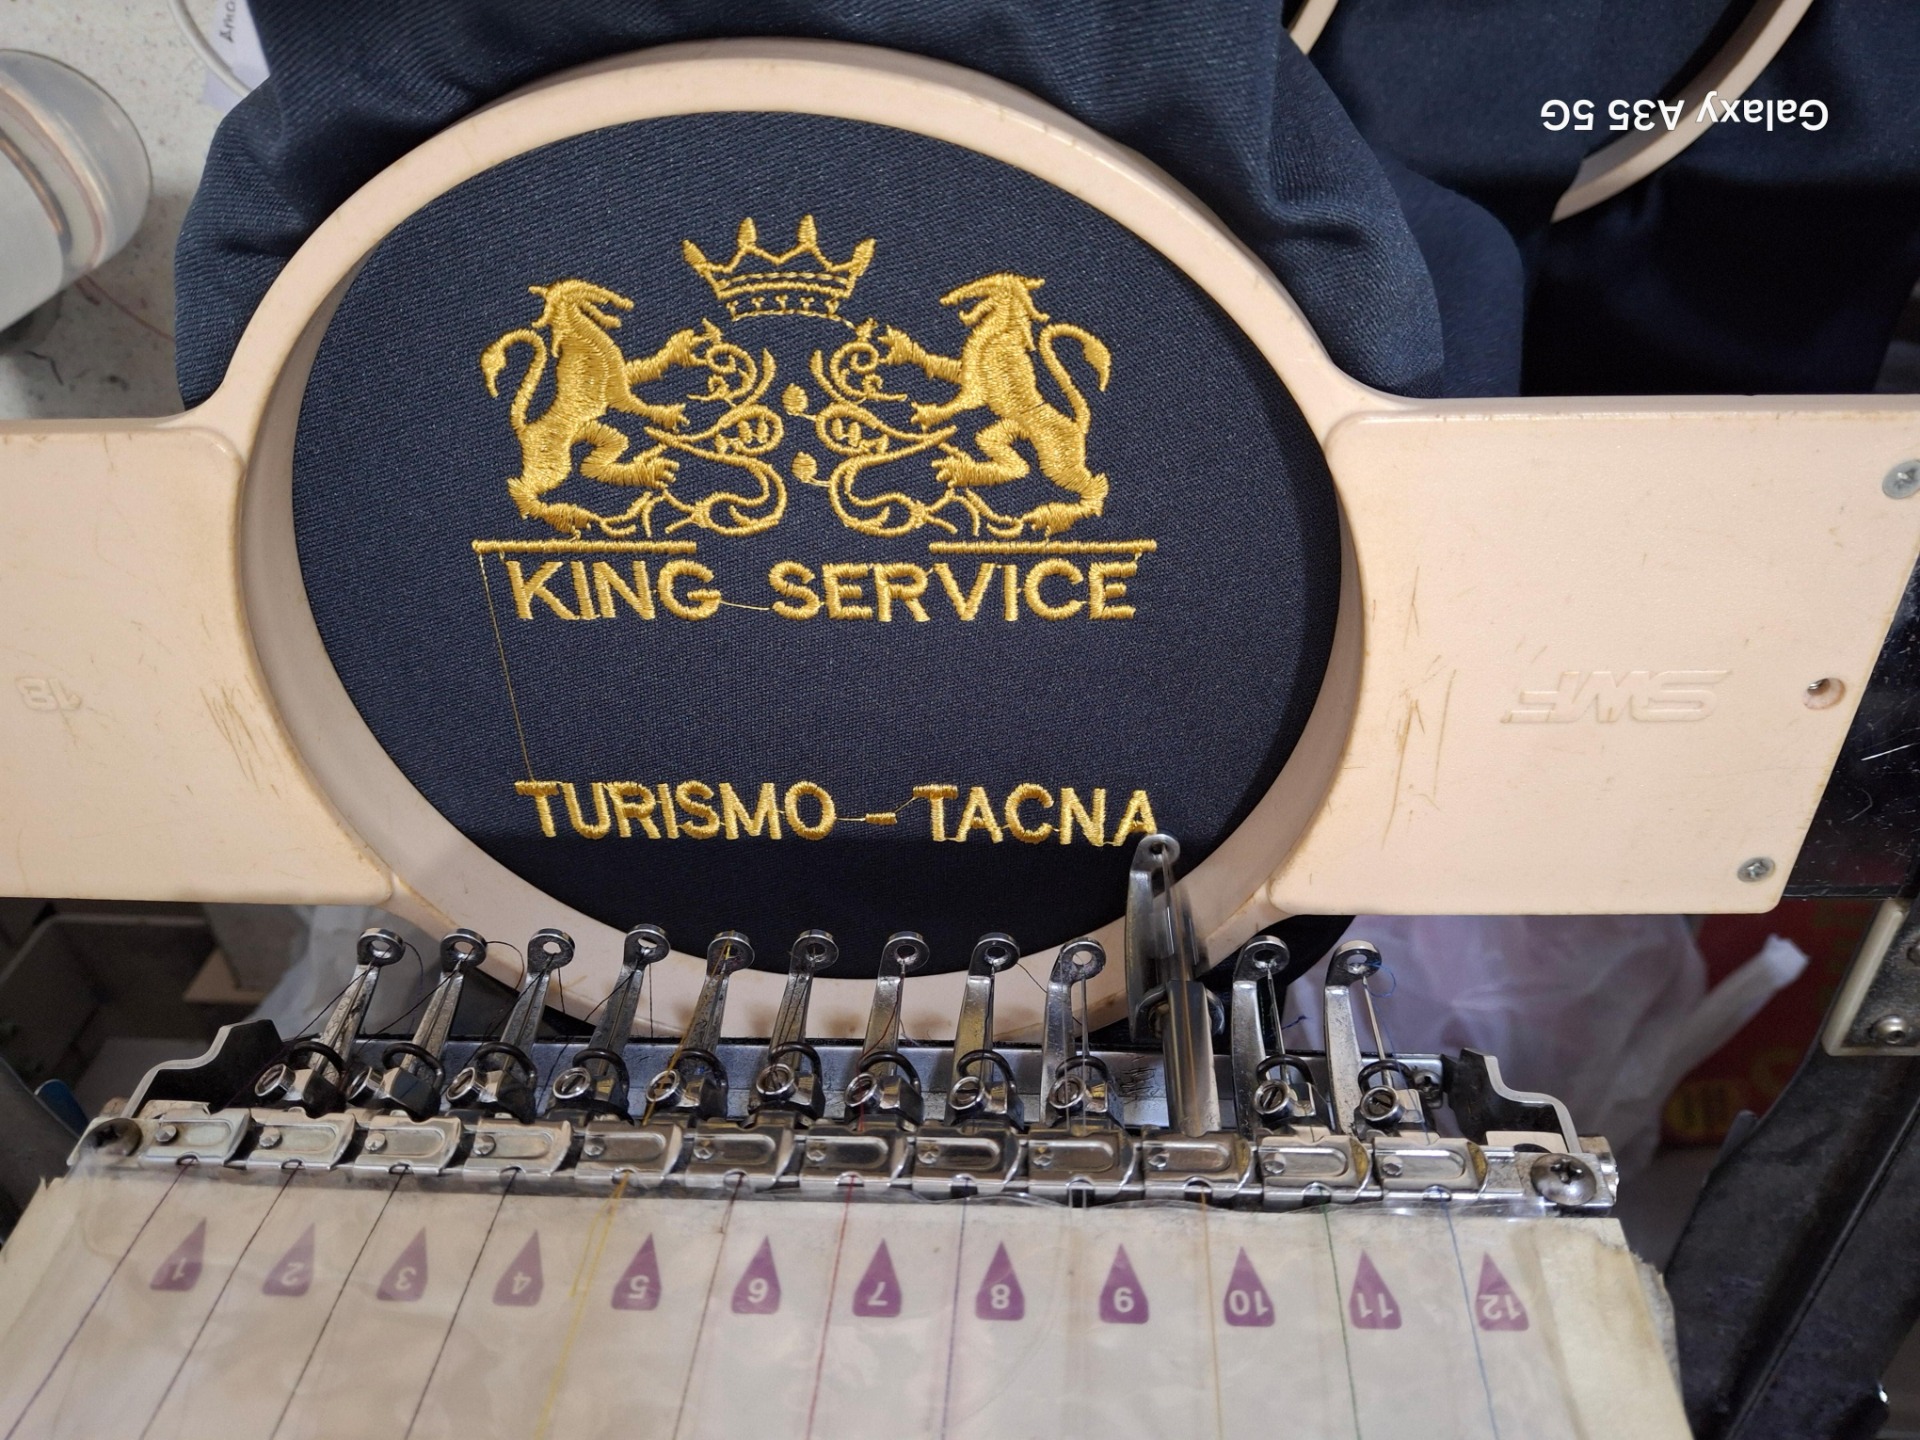 KING SERVICE
TURISMO - TACNA
Galaxy A35 5G
SWF
13
1 2 3 4 5 6 7 8 9 10 11 12